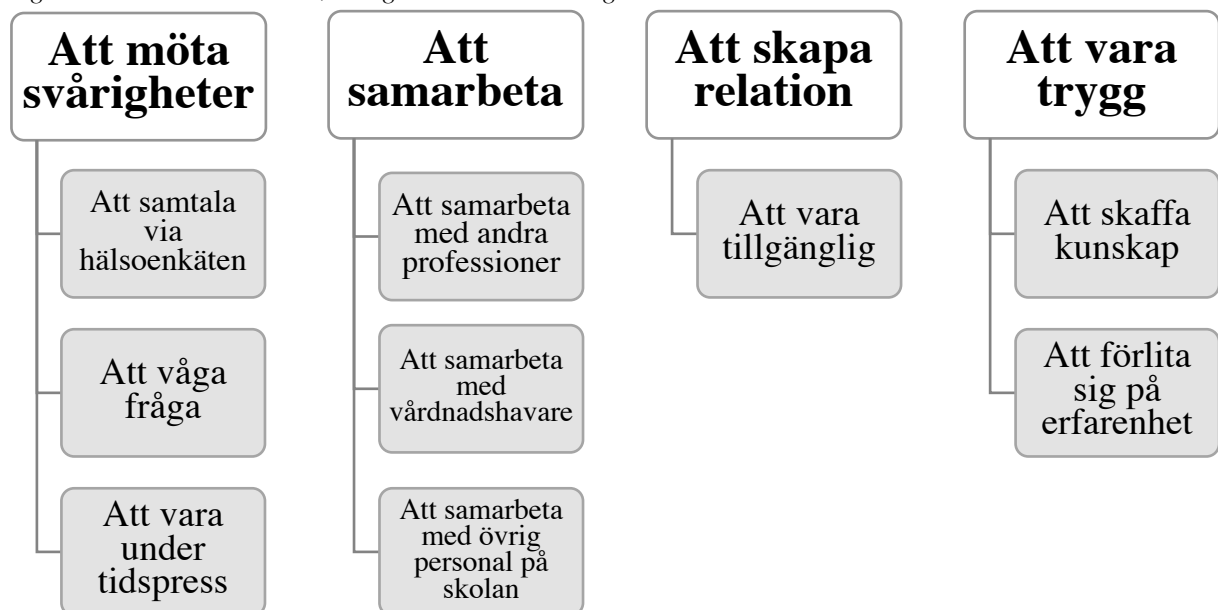 Att möta
svårigheter
Att samtala
via
hälsoenkäten
Att våga
fråga
Att vara
under
tidspress
Att
samarbeta
Att samarbeta
med andra
professioner
Att samarbeta
med
vårdnadshavare
Att samarbeta
med övrig
personal på
skolan
Att skapa
relation
Att vara
tillgänglig
Att vara
trygg
Att skaffa
kunskap
Att förlita
sig på
erfarenhet